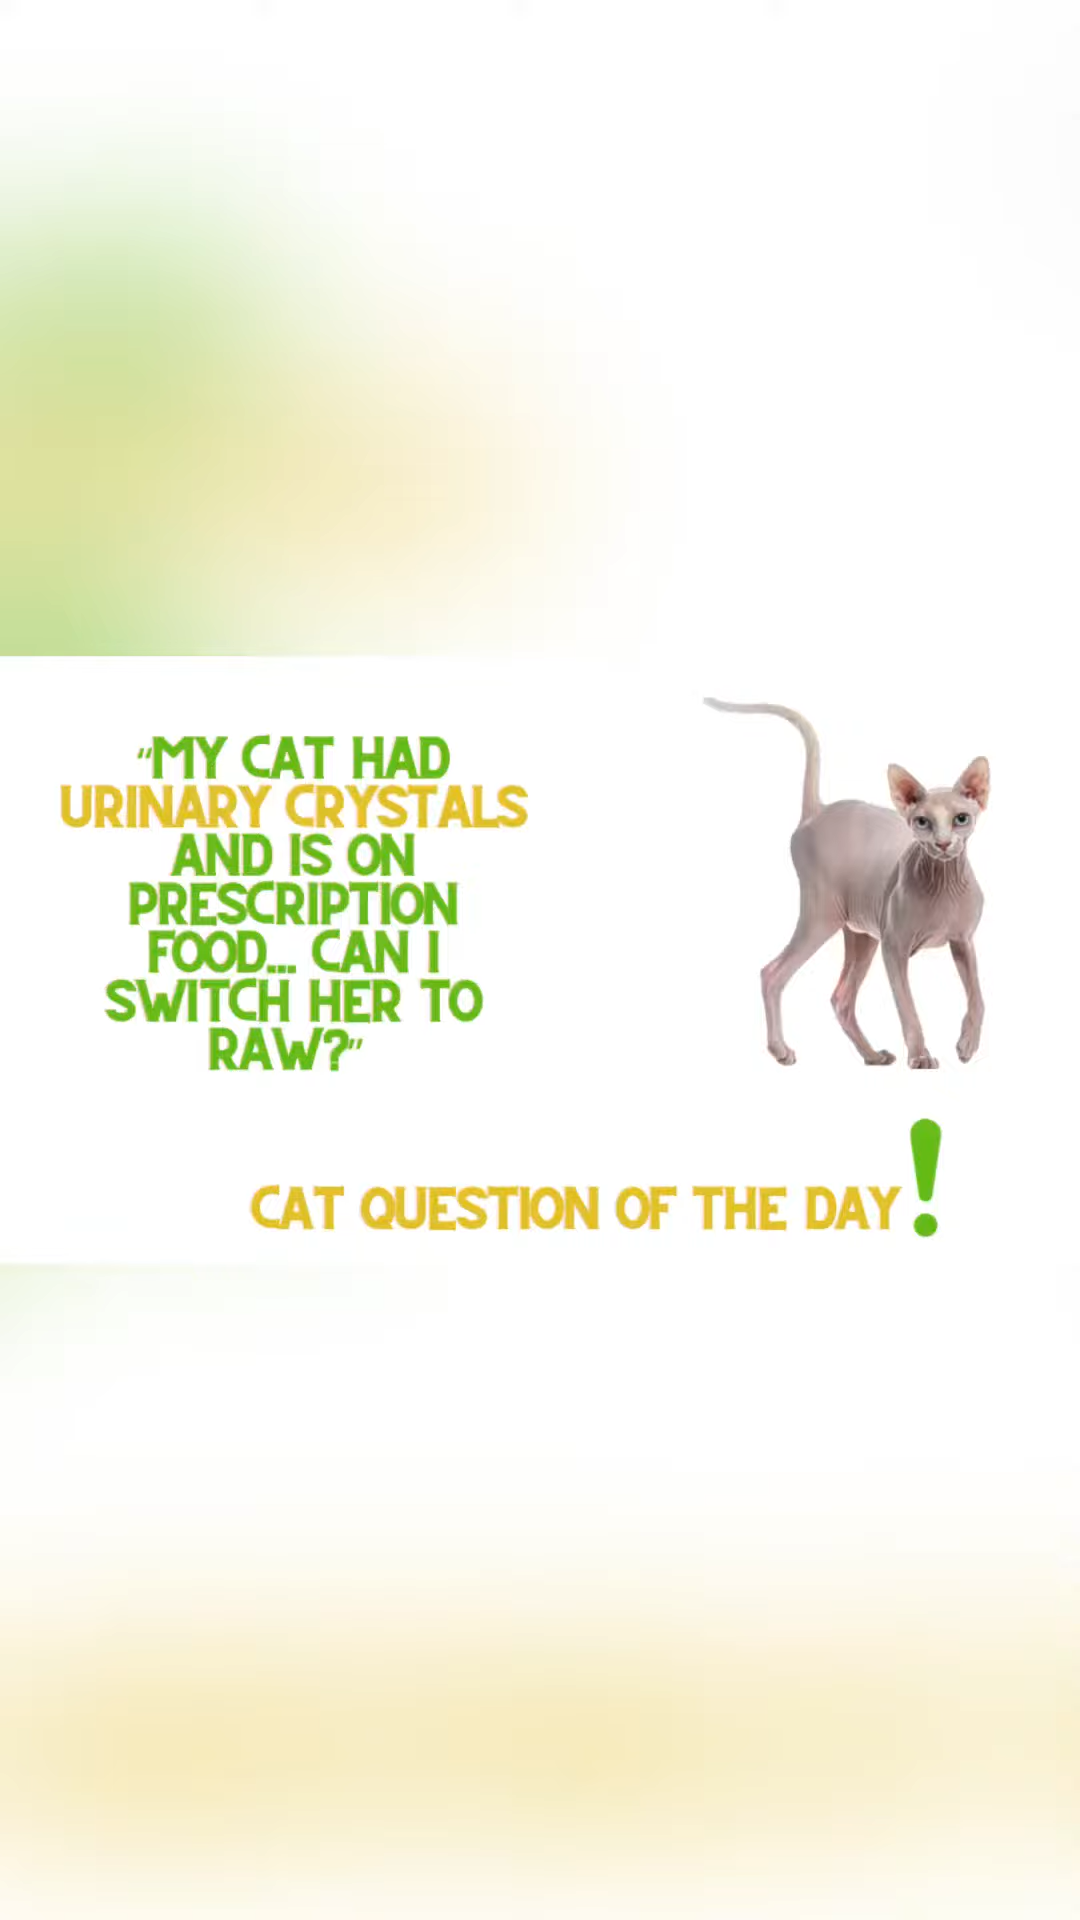 “MY CAT HAD
URINARY CRYSTALS
AND IS ON
PRESCRIPTION
FOOD... CAN I
SWITCH HER TO
RAW?”
CAT QUESTION OF THE DAY!